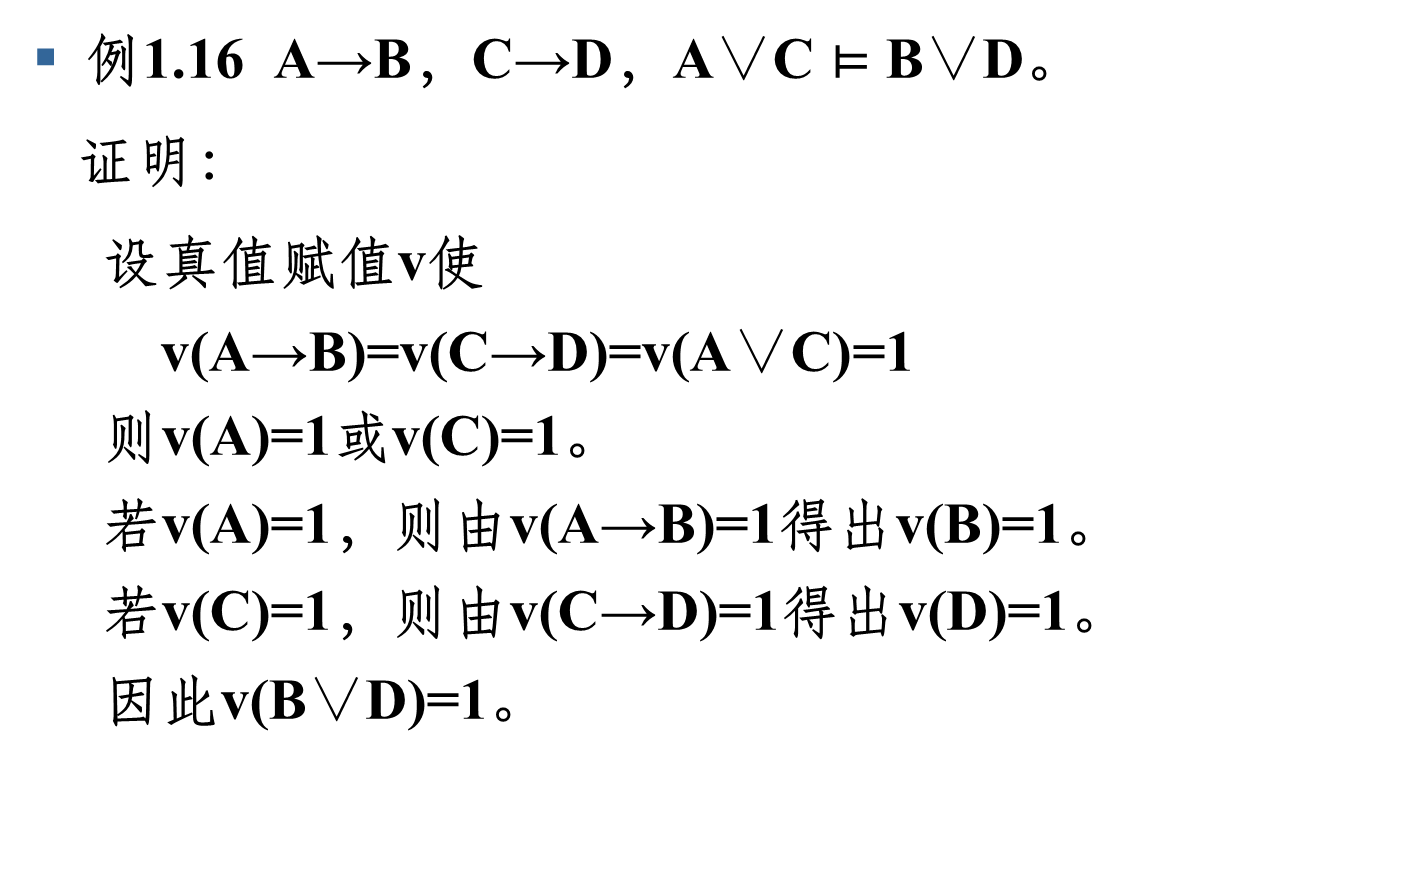 例1.16 A→B，C→D，A∨C ⊨ B∨D。
证明：
设真值赋值v使
v(A→B)=v(C→D)=v(A∨C)=1
则v(A)=1或v(C)=1。
若v(A)=1，则由v(A→B)=1得出v(B)=1。
若v(C)=1，则由v(C→D)=1得出v(D)=1。
因此v(B∨D)=1。